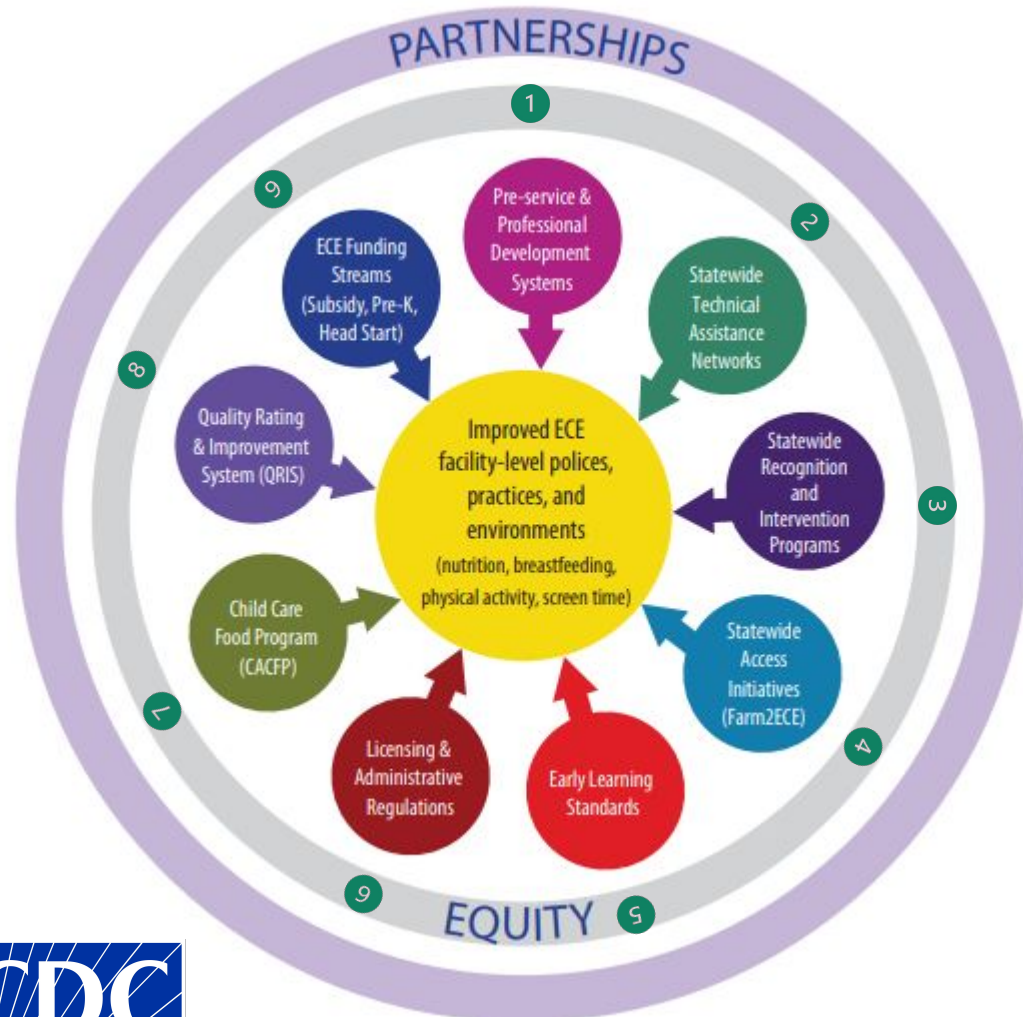 PARTNERSHIPS
1
Pre-service &
Professional
Development
Systems
2
Statewide
Technical
Assistance
Networks
3
Statewide
Recognition
and
Intervention
Programs
4
Statewide
Access
Initiatives
(Farm2ECE)
5
Early Learning
Standards
6
Licensing &
Administrative
Regulations
7
Child Care
Food Program
(CACFP)
8
Quality Rating
& Improvement
System (QRIS)
9
ECE Funding
Streams
(Subsidy, Pre-K,
Head Start)
Improved ECE
facility-level polices,
practices, and
environments
(nutrition, breastfeeding,
physical activity, screen time)
EQUITY
CDC